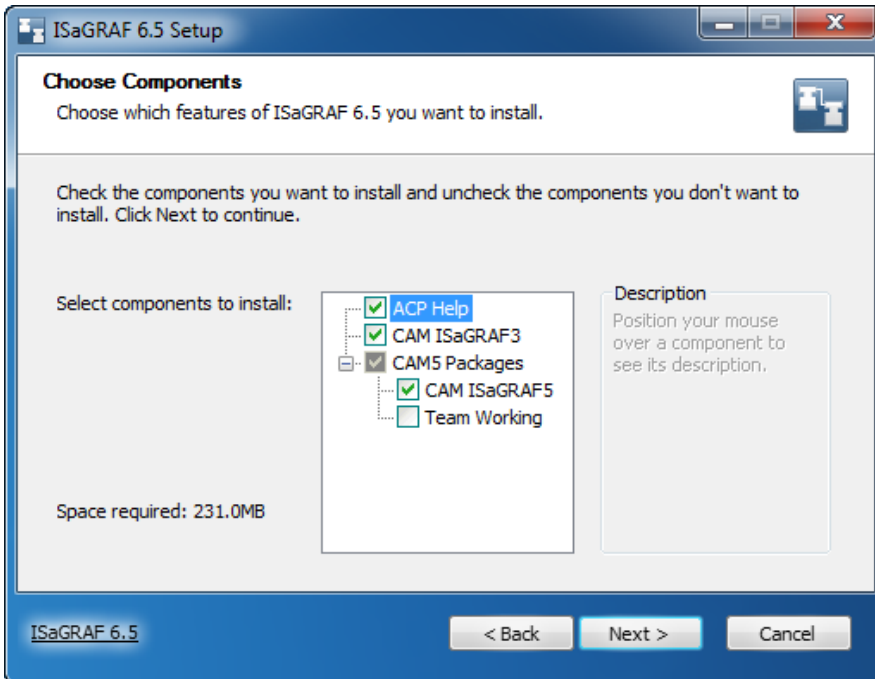 ISaGRAF 6.5 Setup
Choose Components
Choose which features of ISaGRAF 6.5 you want to install.
Check the components you want to install and uncheck the components you don't want to
install. Click Next to continue.
Select components to install:
ACP Help
CAM ISaGRAF3
CAM5 Packages
CAM ISaGRAF5
Team Working
Description
Position your mouse
over a component to
see its description.
Space required: 231.0MB
ISaGRAF 6.5
< Back
Next >
Cancel